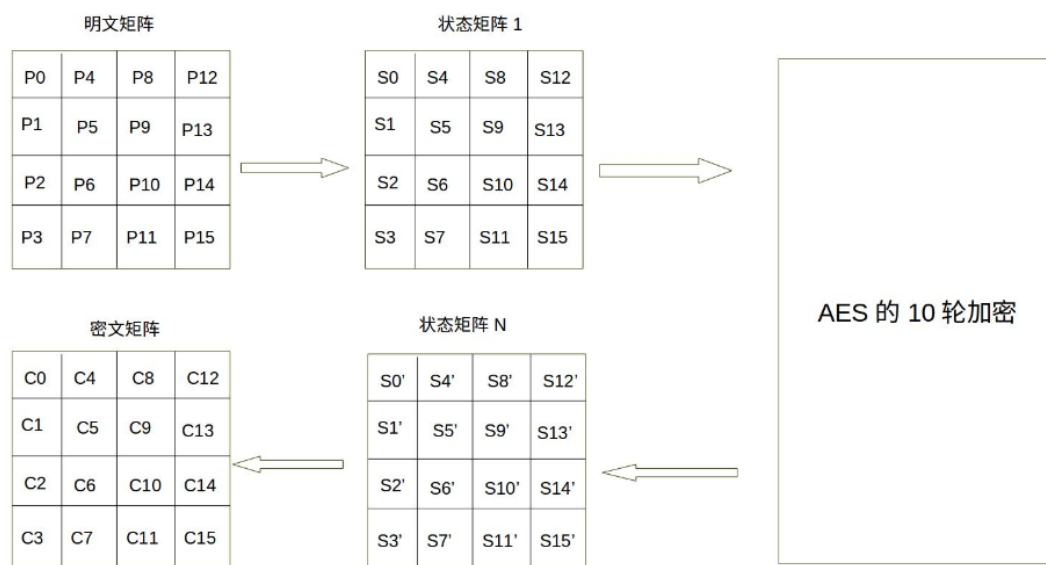 明文矩阵
P0 P4 P8 P12
P1 P5 P9 P13
P2 P6 P10 P14
P3 P7 P11 P15
状态矩阵 1
S0 S4 S8 S12
S1 S5 S9 S13
S2 S6 S10 S14
S3 S7 S11 S15
AES 的 10 轮加密
状态矩阵 N
S0’ S4’ S8’ S12’
S1’ S5’ S9’ S13’
S2’ S6’ S10’ S14’
S3’ S7’ S11’ S15’
密文矩阵
C0 C4 C8 C12
C1 C5 C9 C13
C2 C6 C10 C14
C3 C7 C11 C15